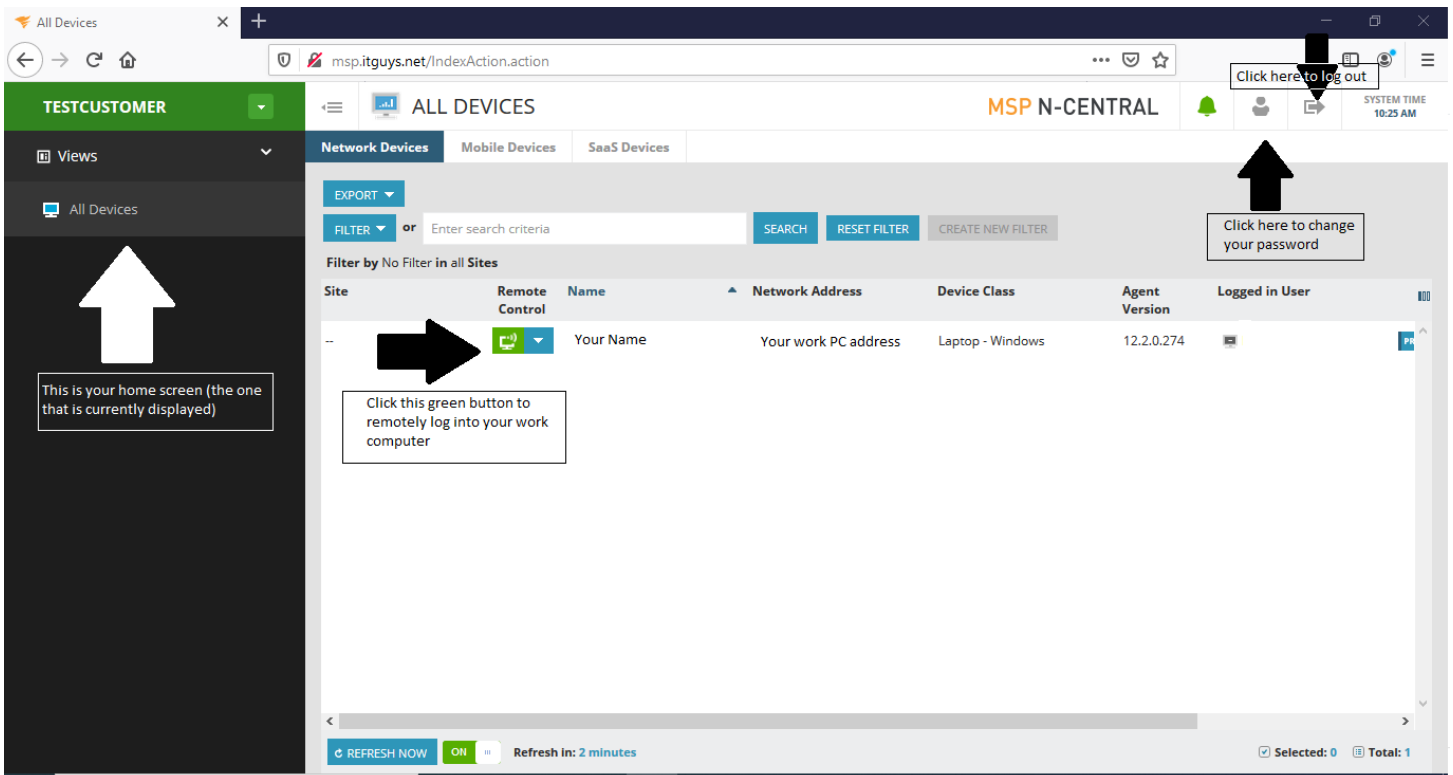 All Devices
msp.itguys.net/IndexAction.action
Click here to log out
TESTCUSTOMER
ALL DEVICES
MSP N-CENTRAL
SYSTEM TIME
10:25 AM
Views
Network Devices Mobile Devices SaaS Devices
All Devices
EXPORT
FILTER or Enter search criteria SEARCH RESET FILTER CREATE NEW FILTER
Click here to change
your password
Filter by No Filter in all Sites
Site Remote Control Name Network Address Device Class Agent Version Logged in User
-- Your Name Your work PC address Laptop - Windows 12.2.0.274 PR
This is your home screen (the one
that is currently displayed)
Click this green button to
remotely log into your work
computer
REFRESH NOW ON Refresh in: 2 minutes Selected: 0 Total: 1